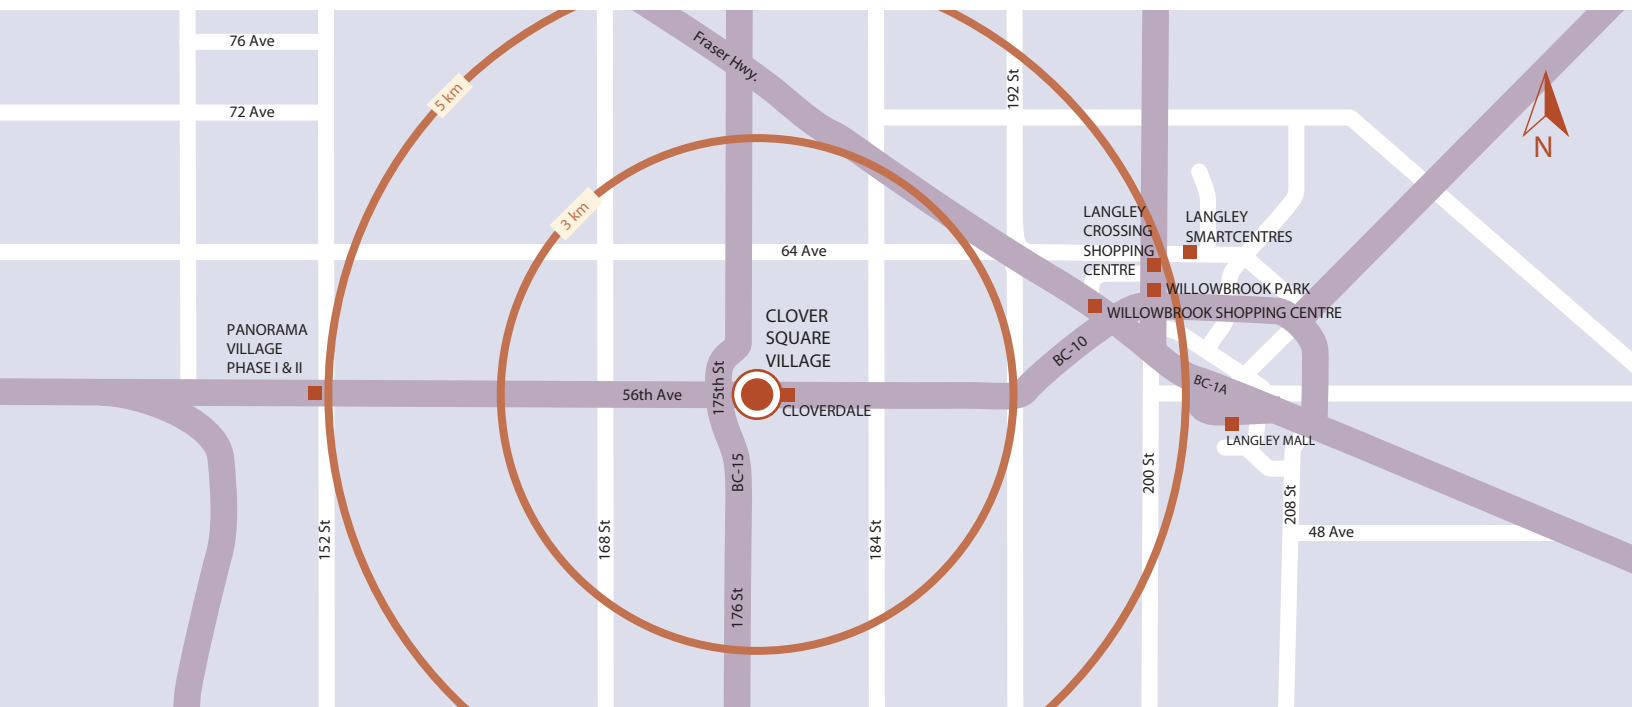 76 Ave
72 Ave
5 km
3 km
Fraser Hwy.
192 St
N
64 Ave
LANGLEY
CROSSING
SHOPPING
CENTRE
LANGLEY
SMARTCENTRES
WILLOWBROOK PARK
WILLOWBROOK SHOPPING CENTRE
PANORAMA
VILLAGE
PHASE I & II
CLOVER
SQUARE
VILLAGE
BC-10
56th Ave
175th St
CLOVERDALE
BC-1A
LANGLEY MALL
BC-15
200 St
208 St
152 St
168 St
184 St
48 Ave
176 St